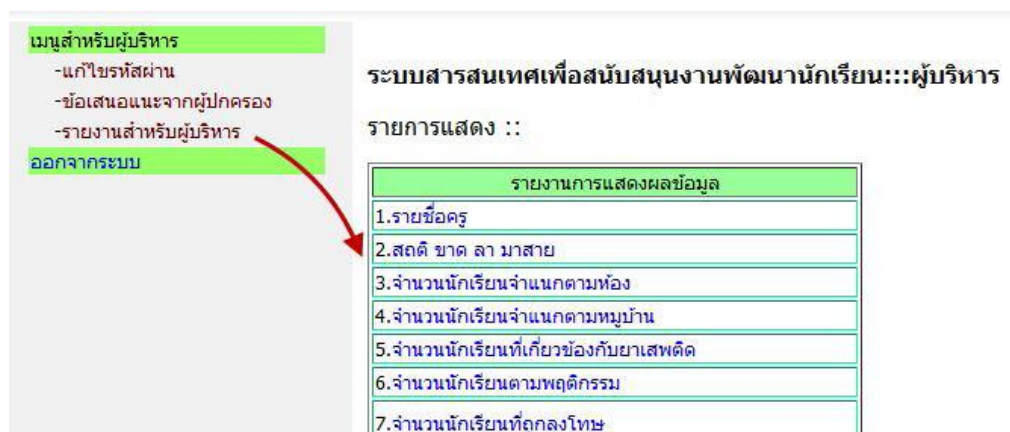 เมนูสำหรับผู้บริหาร
-แก้ไขรหัสผ่าน
-ข้อเสนอแนะจากผู้ปกครอง
-รายงานสำหรับผู้บริหาร
ออกจากระบบ
ระบบสารสนเทศเพื่อสนับสนุนงานพัฒนานักเรียน:::ผู้บริหาร
รายการแสดง ::
รายงานการแสดงผลข้อมูล
1.รายชื่อครู
2.สถติ ขาด ลา มาสาย
3.จำนวนนักเรียนจำแนกตามห้อง
4.จำนวนนักเรียนจำแนกตามหมู่บ้าน
5.จำนวนนักเรียนที่เกี่ยวข้องกับยาเสพติด
6.จำนวนนักเรียนตามพฤติกรรม
7.จำนวนนักเรียนที่ถูกลงโทษ